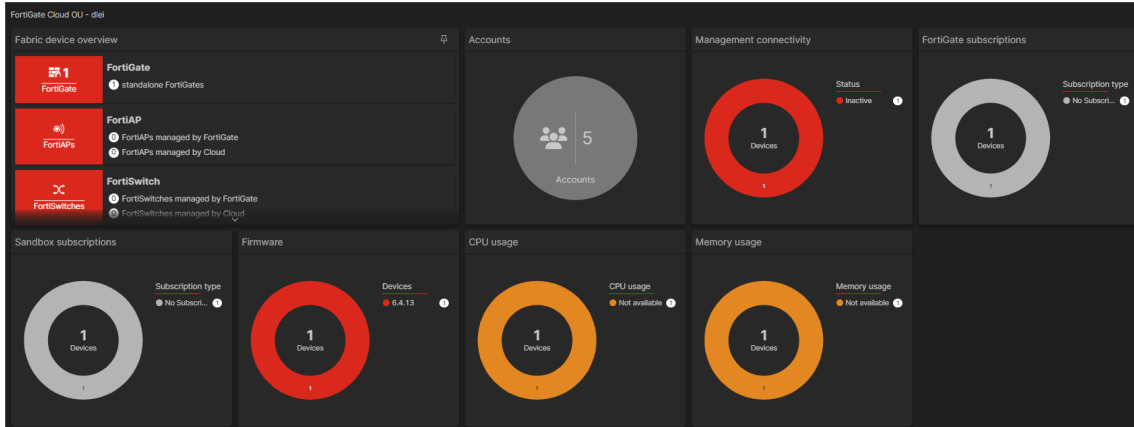 FortiGate Cloud OU - dlei
Fabric device overview
1
FortiGate
FortiGate
1 standalone FortiGates
FortiAPs
FortiAP
0 FortiAPs managed by FortiGate
0 FortiAPs managed by Cloud
FortiSwitches
FortiSwitch
0 FortiSwitches managed by FortiGate
0 FortiSwitches managed by Cloud
Accounts
5
Accounts
Management connectivity
1
Devices
1
Status
Inactive 1
FortiGate subscriptions
1
Devices
1
Subscription type
No Subscri... 1
Sandbox subscriptions
1
Devices
1
Subscription type
No Subscri... 1
Firmware
1
Devices
1
Devices
6.4.13 1
CPU usage
1
Devices
1
CPU usage
Not available 1
Memory usage
1
Devices
1
Memory usage
Not available 1